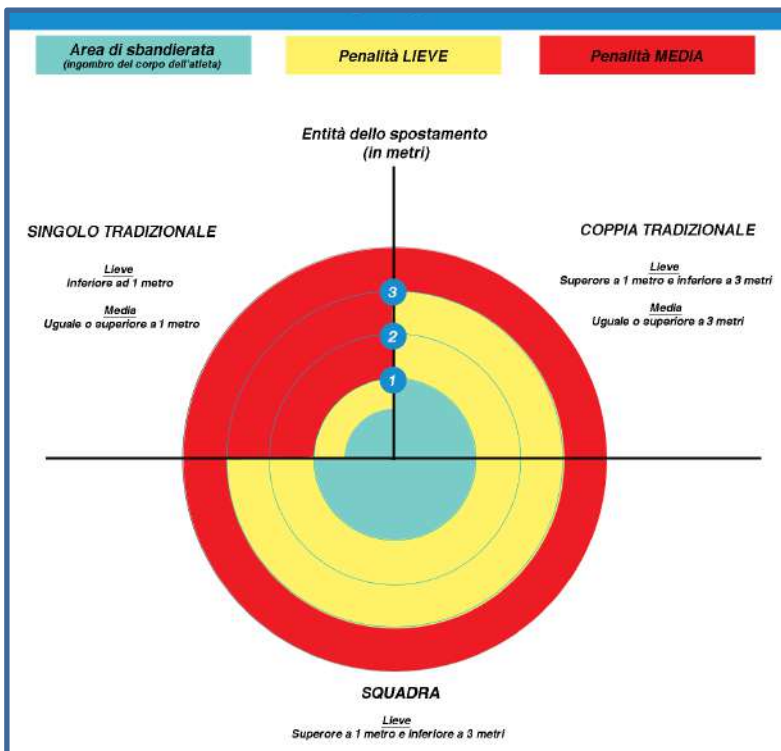 Area di sbandierata
(ingombro del corpo dell'atleta)
Penalità LIEVE
Penalità MEDIA
Entità dello spostamento
(in metri)
SINGOLO TRADIZIONALE
Lieve
Inferiore ad 1 metro
Media
Uguale o superiore a 1 metro
COPPIA TRADIZIONALE
Lieve
Superore a 1 metro e inferiore a 3 metri
Media
Uguale o superiore a 3 metri
3
2
1
SQUADRA
Lieve
Superore a 1 metro e inferiore a 3 metri